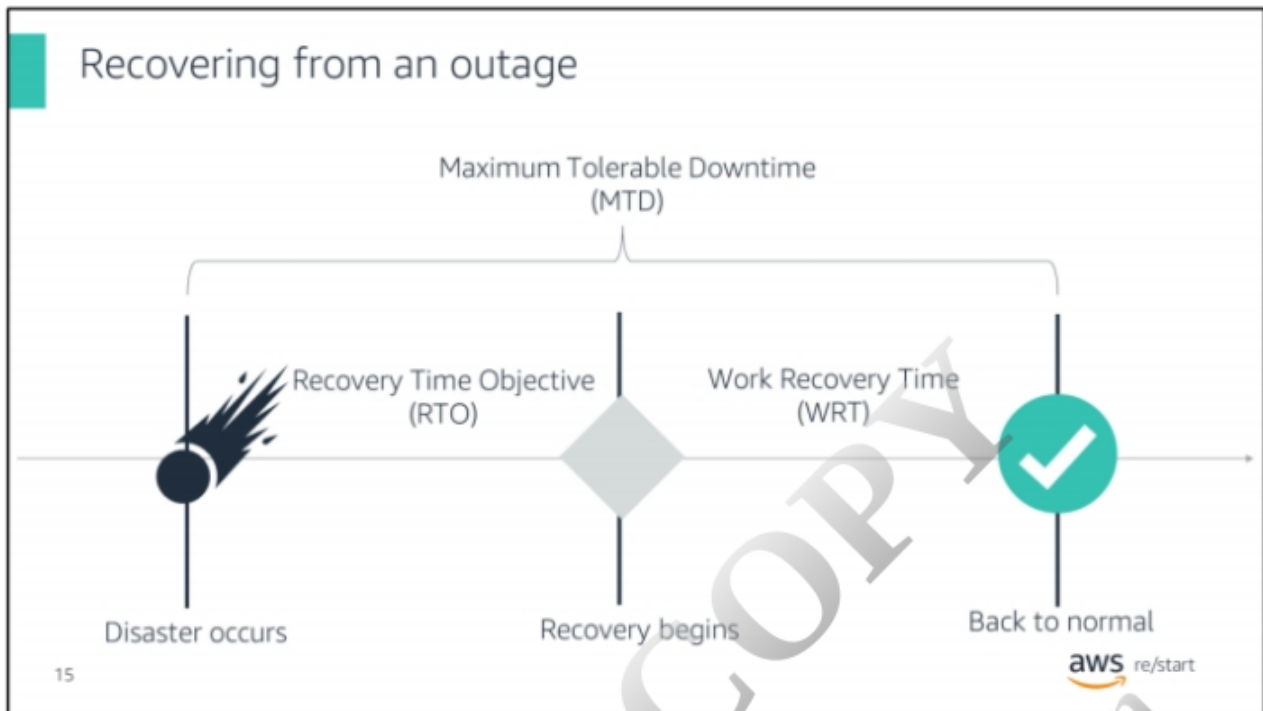 Recovering from an outage
Maximum Tolerable Downtime
(MTD)
Recovery Time Objective
(RTO)
Work Recovery Time
(WRT)
Disaster occurs
Recovery begins
Back to normal
15
aws re/start
COPY